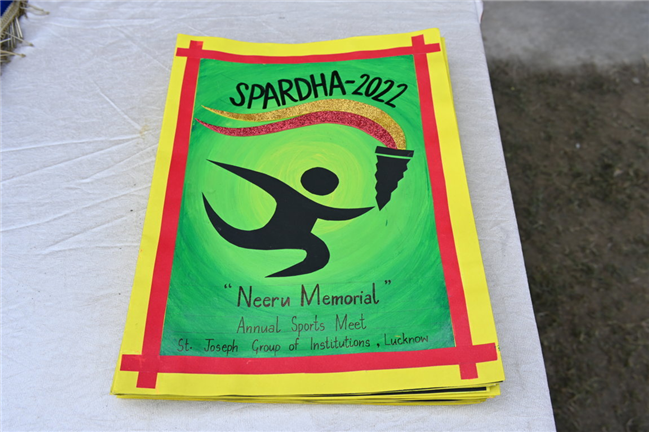 SPARDHA-2022
"Neeru Memorial"
Annual Sports Meet
St. Joseph Group of Institutions, Lucknow